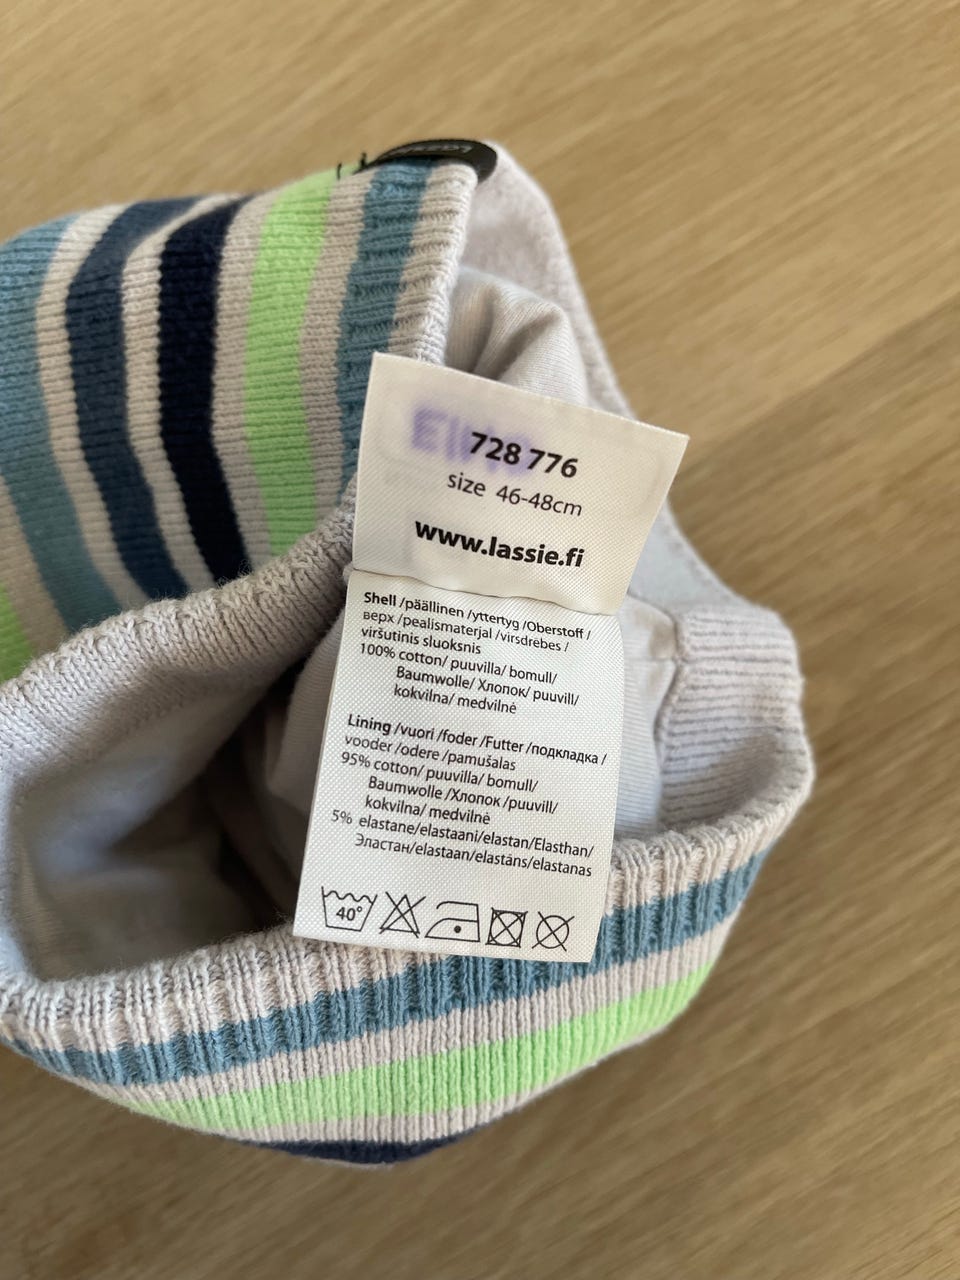 728 776
size 46-48cm
www.lassie.fi
Shell /päällinen /yttertyg /Oberstoff /
верх /pealismaterjal /virsdrēbes /
viršutinis sluoksnis
100% cotton/ puuvilla/ bomull/
Baumwolle/ Хлопок/ puuvill/
kokvilna/ medvilnė
Lining /vuori /foder /Futter /подкладка /
vooder /odere /pamušalas
95% cotton/ puuvilla/ bomull/
Baumwolle /Хлопок /puuvill/
kokvilna/ medvilnė
5% elastane/elastaani/elastan/Elasthan/
Эластан/elastaan/elastāns/elastanas
40°